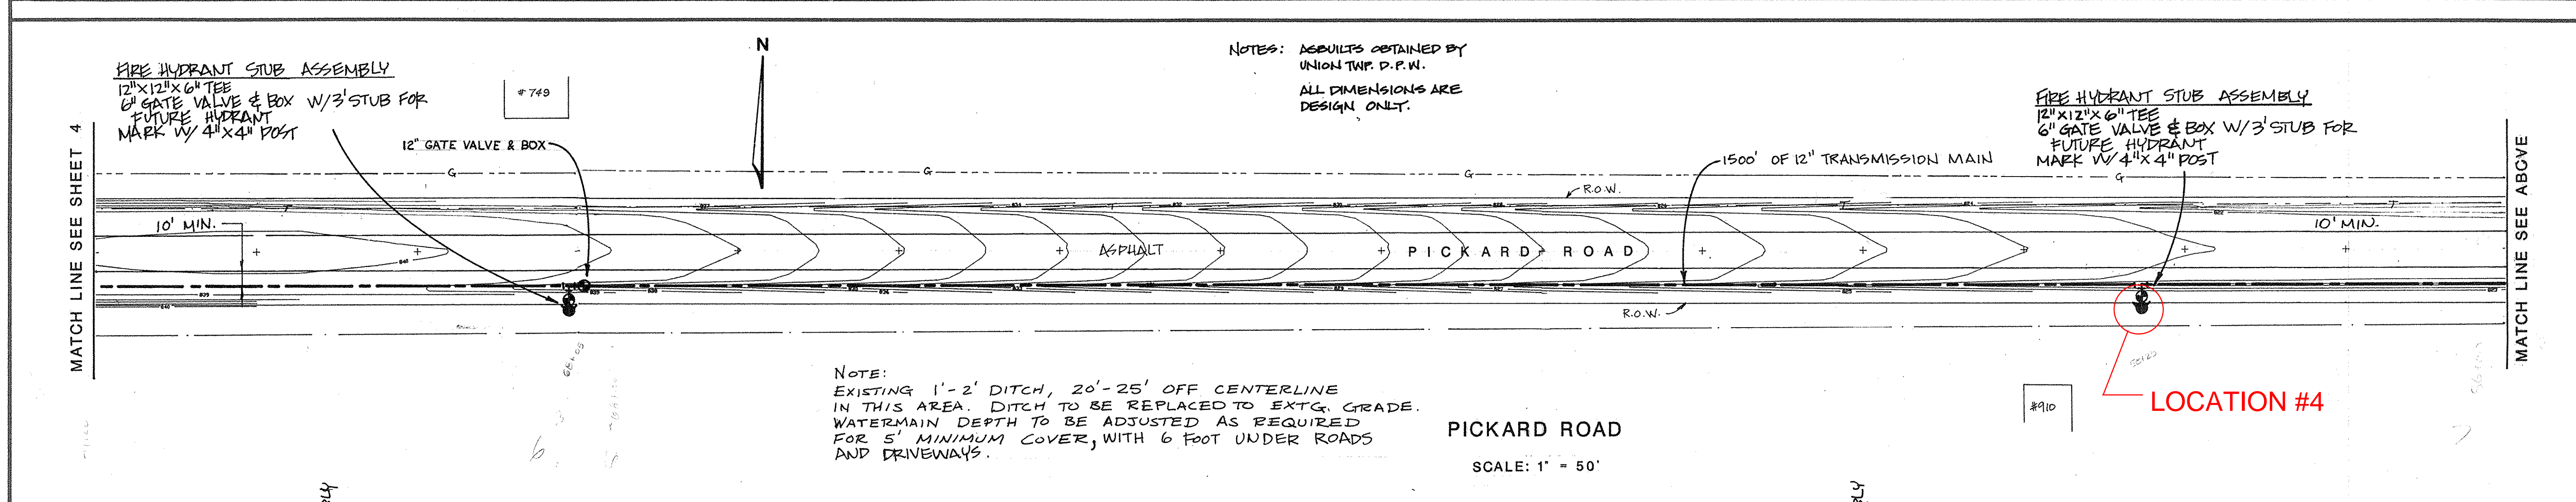 FIRE HYDRANT STUB ASSEMBLY
12"X12"X6" TEE
6" GATE VALVE & BOX W/3' STUB FOR
FUTURE HYDRANT
MARK W/ 4"X4" POST
# 749
N
NOTES: ASBUILTS OBTAINED BY
UNION TWP. D.P.W.
ALL DIMENSIONS ARE
DESIGN ONLY.
FIRE HYDRANT STUB ASSEMBLY
12"X12"X6" TEE
6" GATE VALVE & BOX W/3' STUB FOR
FUTURE HYDRANT
MARK W/ 4"X4" POST
12" GATE VALVE & BOX
1500' OF 12" TRANSMISSION MAIN
MATCH LINE SEE SHEET 4
MATCH LINE SEE ABOVE
G
G
G
G
R.O.W.
10' MIN.
ASPHALT
PICKARD ROAD
10' MIN.
R.O.W.
NOTE:
EXISTING 1'-2' DITCH, 20'-25' OFF CENTERLINE
IN THIS AREA. DITCH TO BE REPLACED TO EXTG. GRADE.
WATERMAIN DEPTH TO BE ADJUSTED AS REQUIRED
FOR 5' MINIMUM COVER, WITH 6 FOOT UNDER ROADS
AND DRIVEWAYS.
6
PICKARD ROAD
SCALE: 1" = 50'
#910
LOCATION #4
7